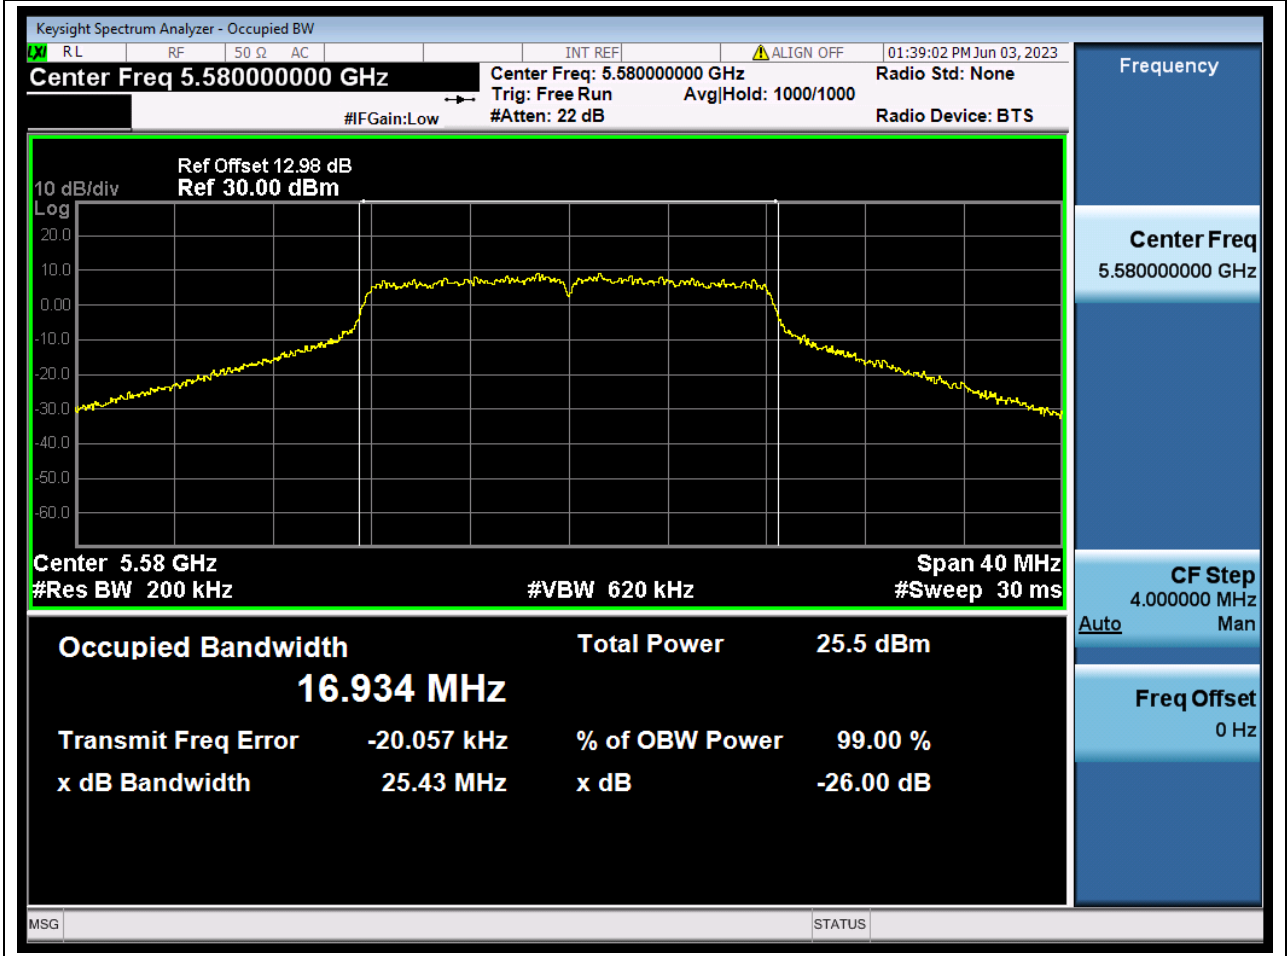 Keysight Spectrum Analyzer - Occupied BW
LXI RL RF 50 Ω AC INT REF ALIGN OFF 01:39:02 PM Jun 03, 2023
Center Freq 5.580000000 GHz
Center Freq: 5.580000000 GHz
Radio Std: None
Trig: Free Run Avg|Hold: 1000/1000
#IFGain:Low
#Atten: 22 dB
Radio Device: BTS
Ref Offset 12.98 dB
10 dB/div Ref 30.00 dBm
Log
20.0
10.0
0.00
-10.0
-20.0
-30.0
-40.0
-50.0
-60.0
Center 5.58 GHz Span 40 MHz
#Res BW 200 kHz #VBW 620 kHz #Sweep 30 ms
Occupied Bandwidth Total Power 25.5 dBm
16.934 MHz
Transmit Freq Error -20.057 kHz % of OBW Power 99.00 %
x dB Bandwidth 25.43 MHz x dB -26.00 dB
MSG STATUS
Frequency
Center Freq
5.580000000 GHz
CF Step
4.000000 MHz
Auto Man
Freq Offset
0 Hz